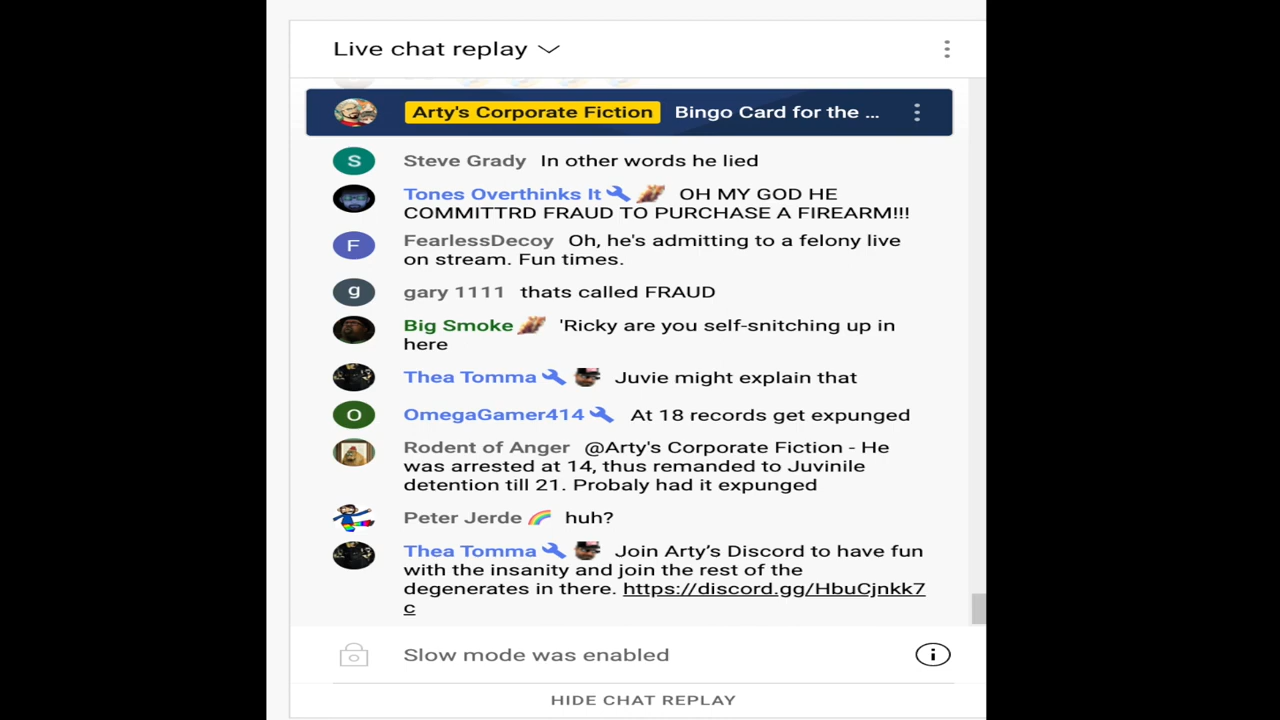 Live chat replay
Arty's Corporate Fiction Bingo Card for the ...
S Steve Grady In other words he lied
Tones Overthinks It OH MY GOD HE
COMMITTRD FRAUD TO PURCHASE A FIREARM!!!
F FearlessDecoy Oh, he's admitting to a felony live
on stream. Fun times.
g gary 1111 thats called FRAUD
Big Smoke 'Ricky are you self-snitching up in
here
Thea Tomma Juvie might explain that
O OmegaGamer414 At 18 records get expunged
Rodent of Anger @Arty's Corporate Fiction - He
was arrested at 14, thus remanded to Juvinile
detention till 21. Probaly had it expunged
Peter Jerde huh?
Thea Tomma Join Arty’s Discord to have fun
with the insanity and join the rest of the
degenerates in there. https://discord.gg/HbuCjnkk7
c
Slow mode was enabled
HIDE CHAT REPLAY